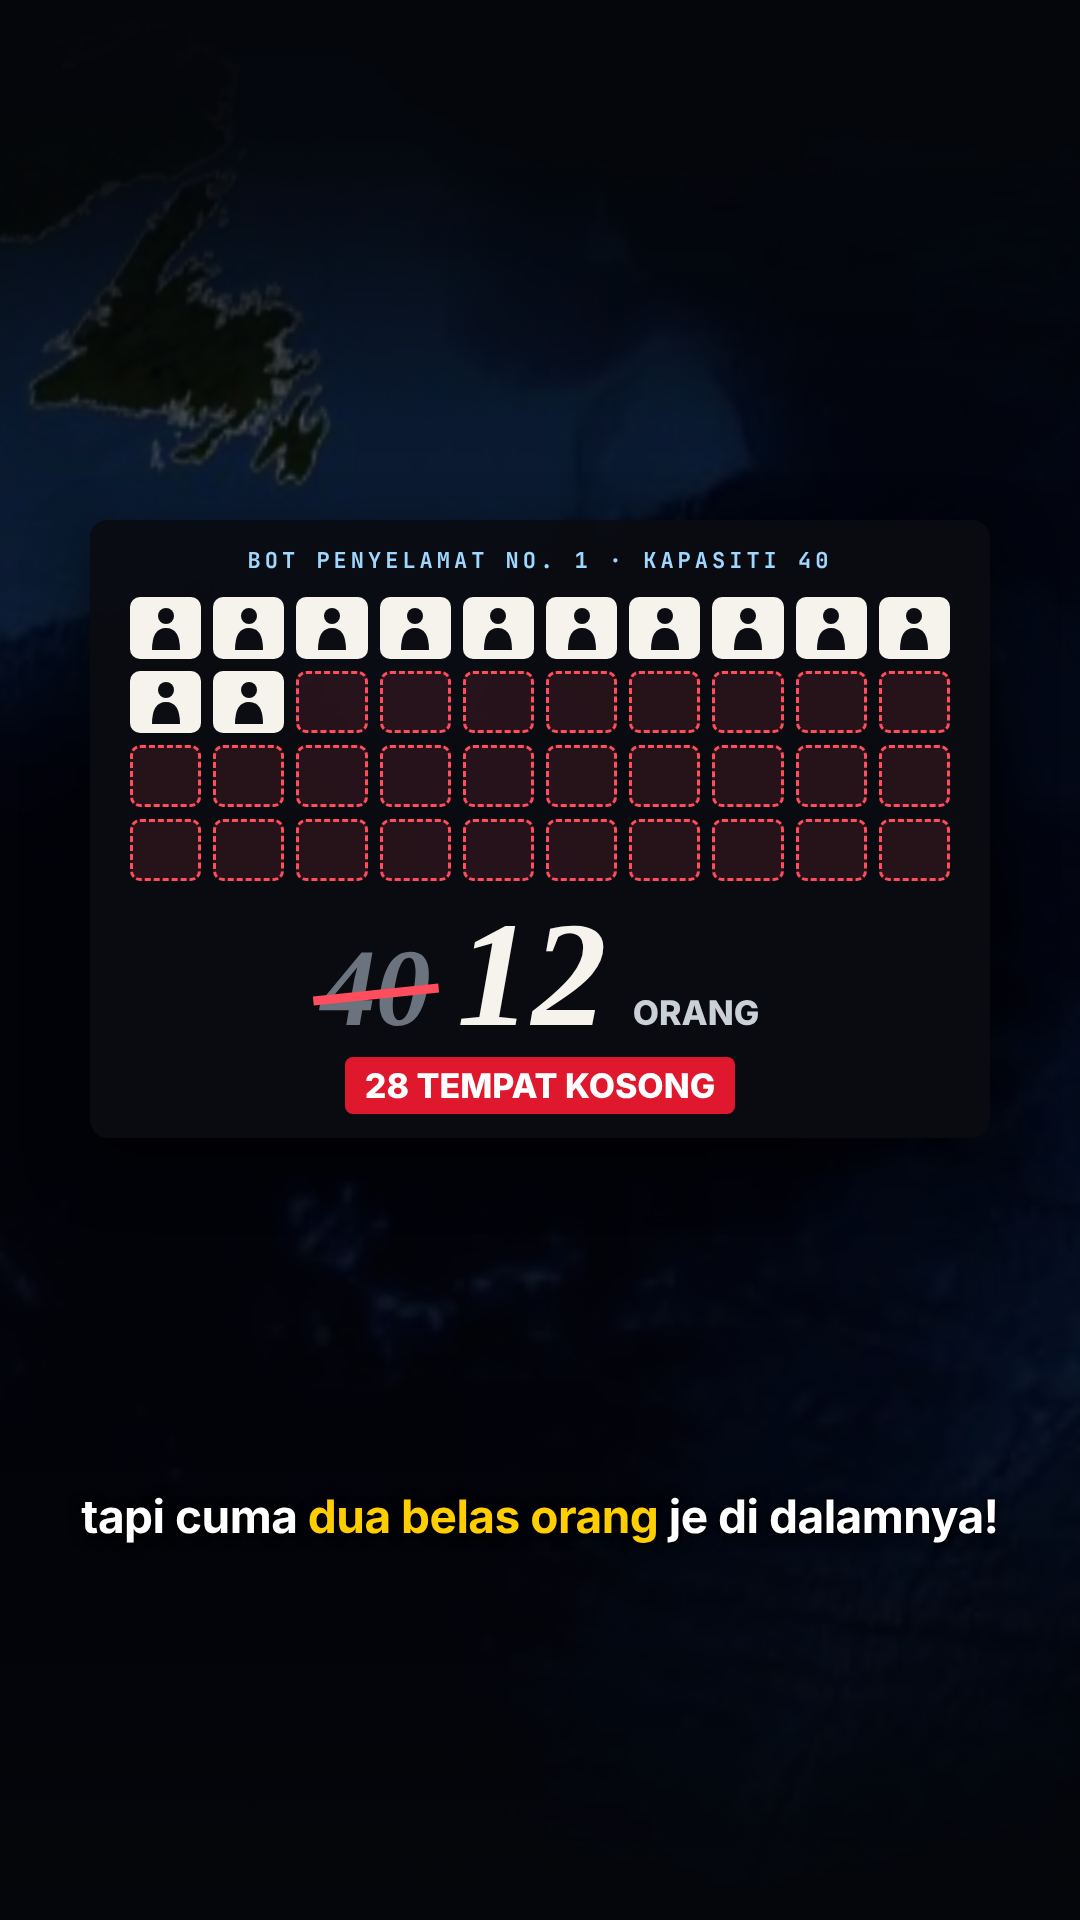 BOT PENYELAMAT NO. 1 · KAPASITI 40
40 12 ORANG
28 TEMPAT KOSONG
tapi cuma dua belas orang je di dalamnya!